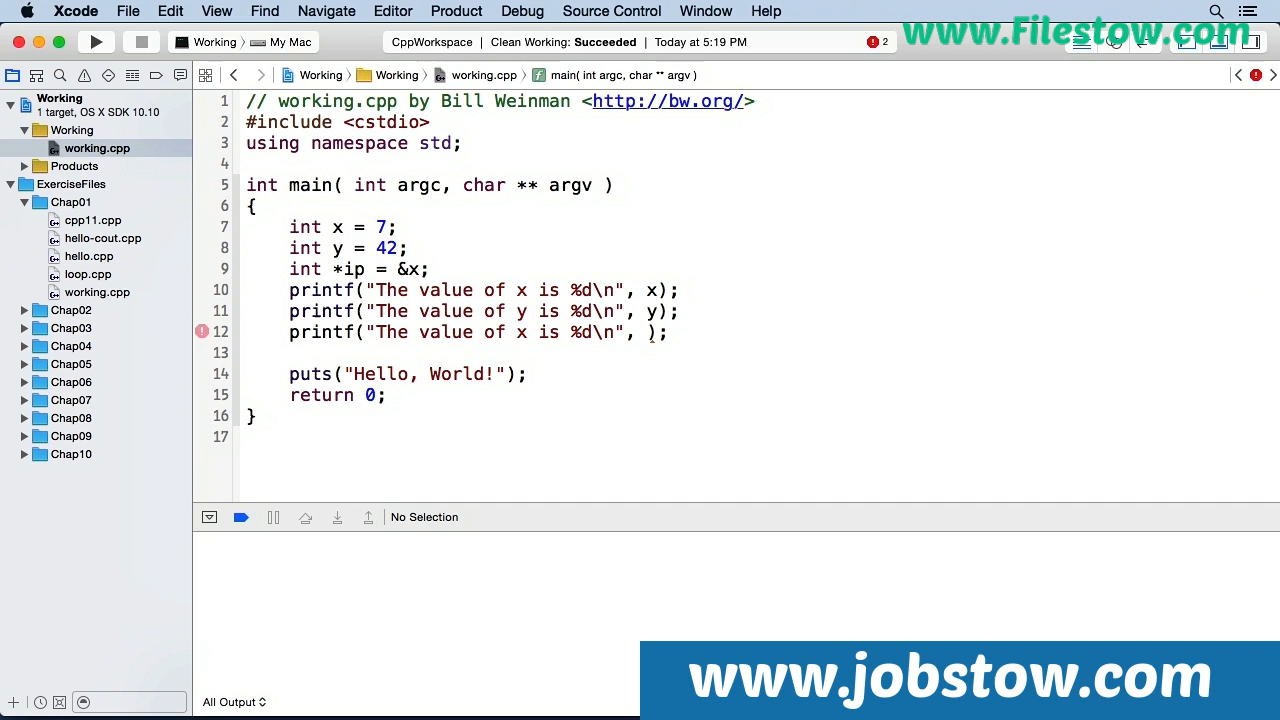 Xcode File Edit View Find Navigate Editor Product Debug Source Control Window Help
www.Filestow.com
Working My Mac
CppWorkspace | Clean Working: Succeeded | Today at 5:19 PM
2
Working
1 target, OS X SDK 10.10
Working
working.cpp
Products
ExerciseFiles
Chap01
cpp11.cpp
hello-cout.cpp
hello.cpp
loop.cpp
working.cpp
Chap02
Chap03
Chap04
Chap05
Chap06
Chap07
Chap08
Chap09
Chap10
Working Working working.cpp main( int argc, char ** argv )
1 // working.cpp by Bill Weinman <http://bw.org/>
2 #include <cstdio>
3 using namespace std;
4
5 int main( int argc, char ** argv )
6 {
7 int x = 7;
8 int y = 42;
9 int *ip = &x;
10 printf("The value of x is %d\n", x);
11 printf("The value of y is %d\n", y);
12 printf("The value of x is %d\n", );
13
14 puts("Hello, World!");
15 return 0;
16 }
17
No Selection
All Output
www.jobstow.com